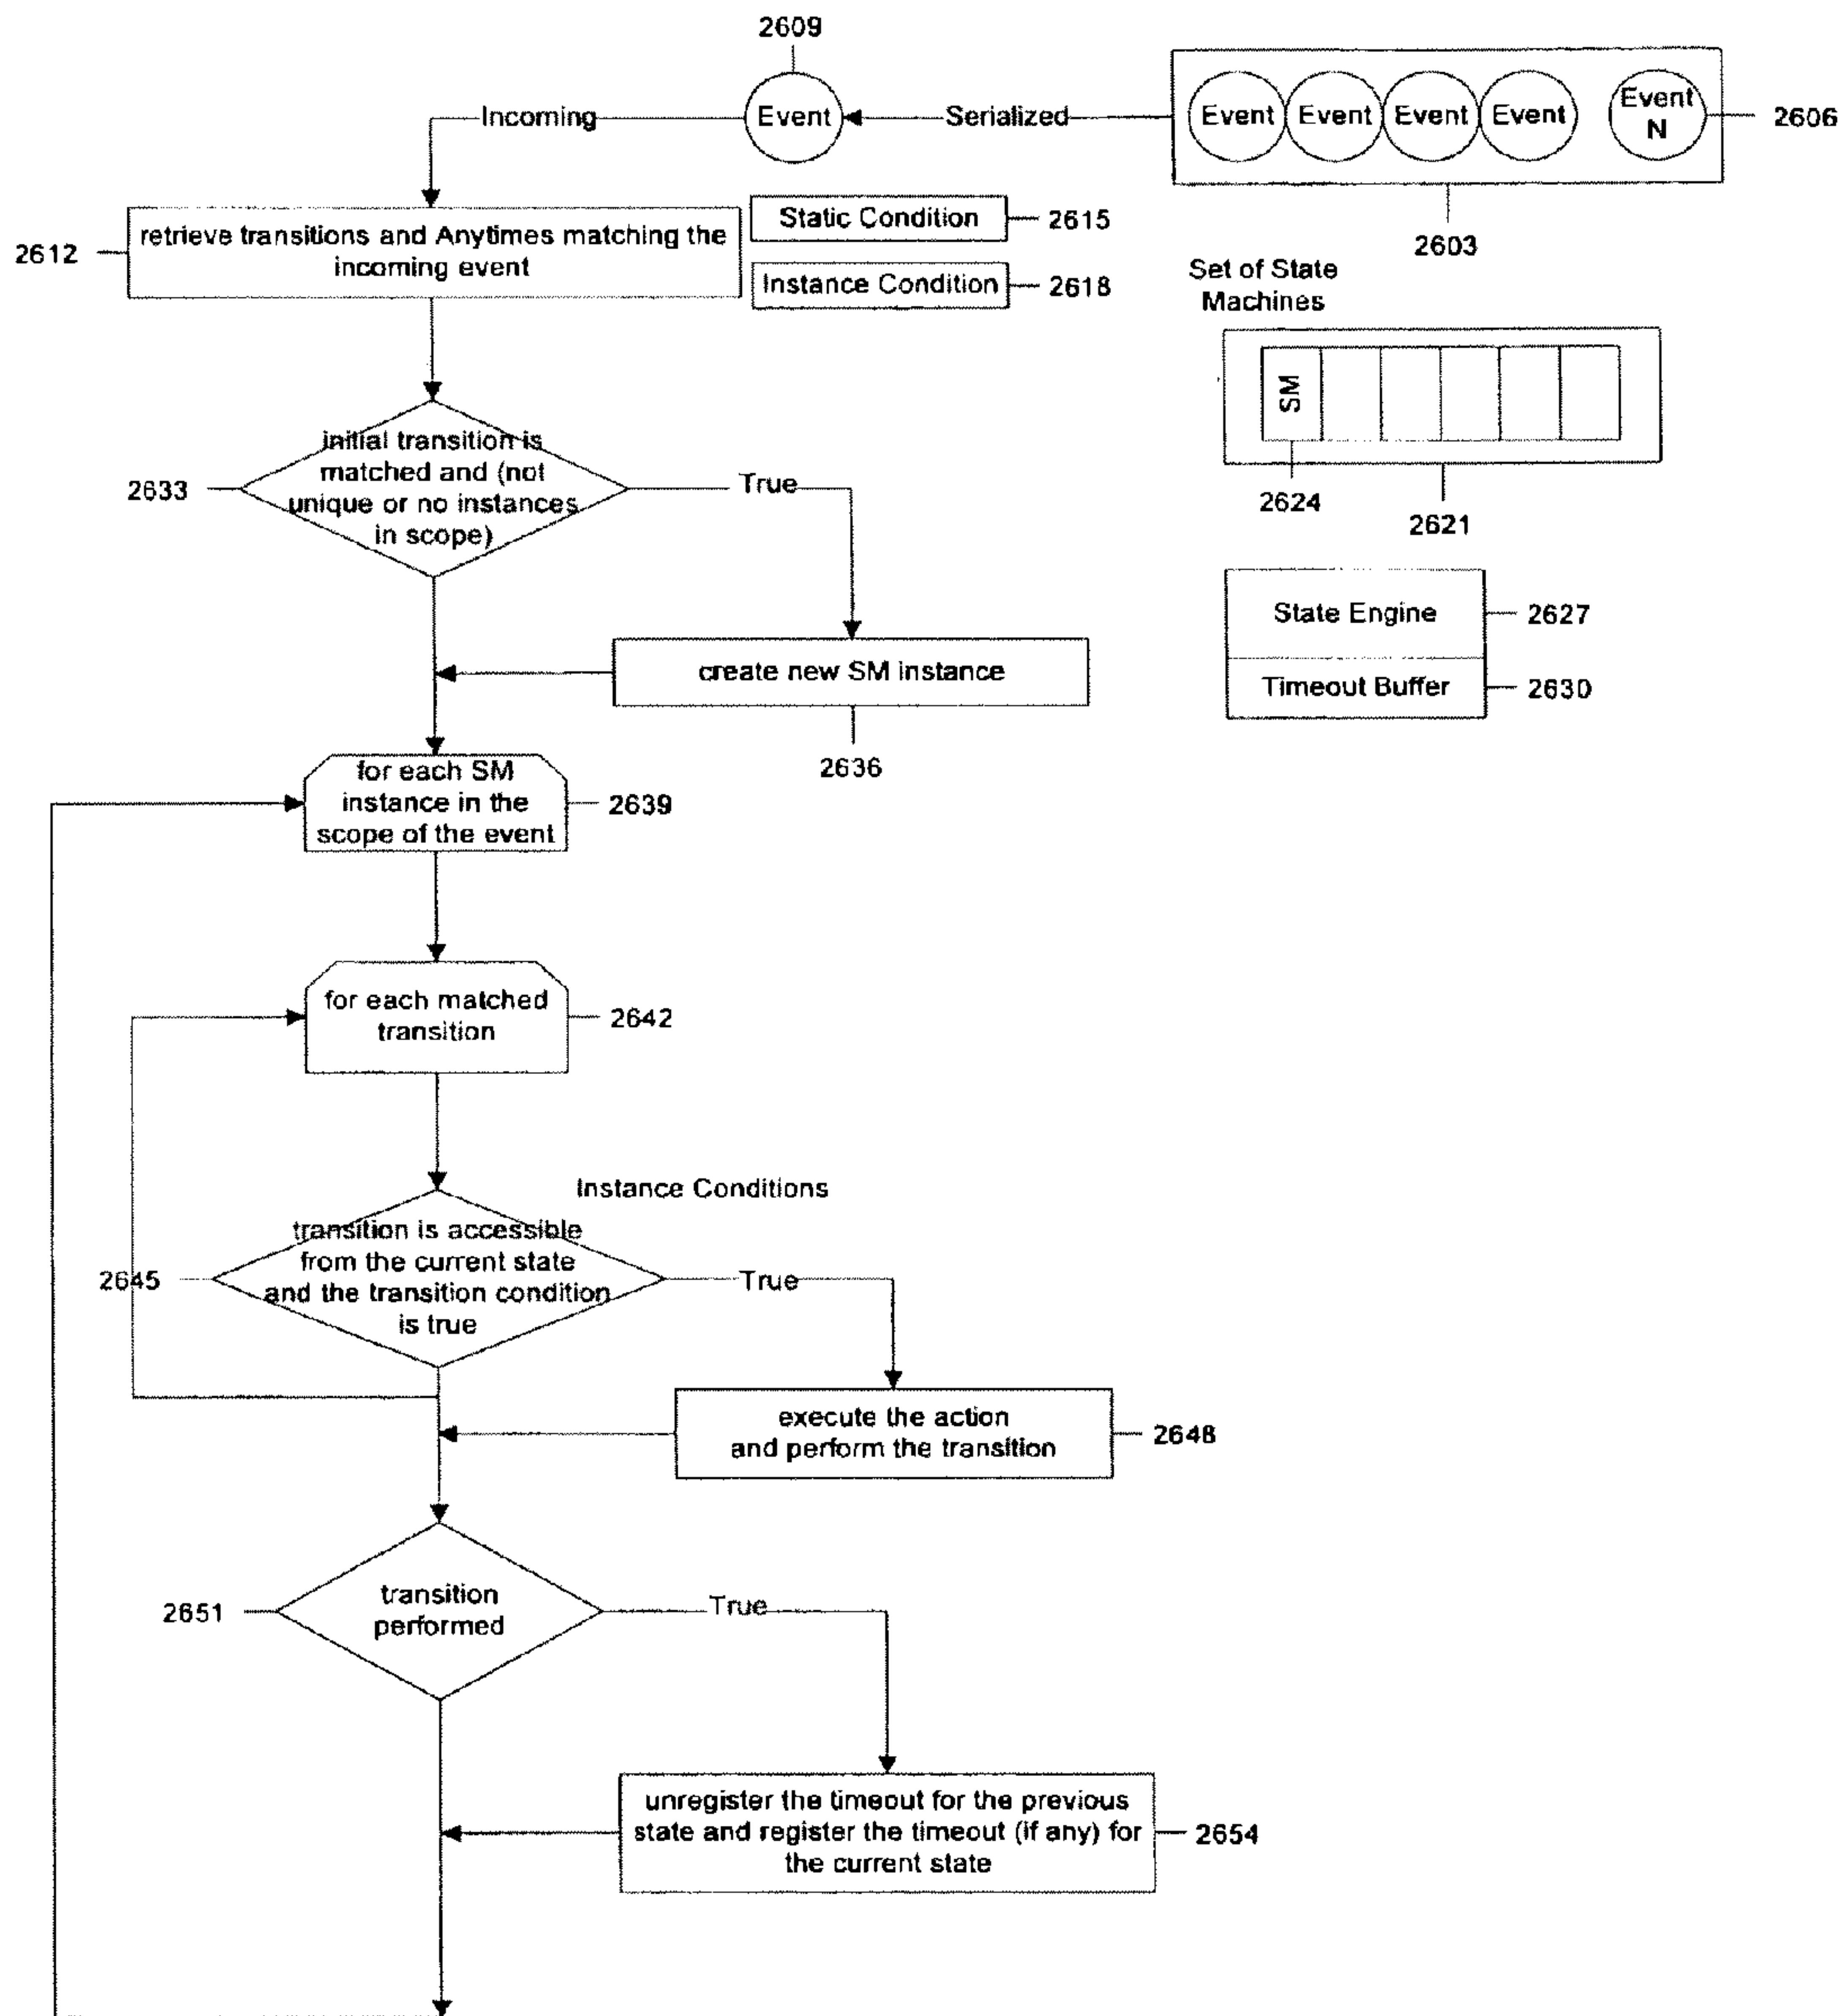 2609
Incoming
Event
Serialized
Event
Event
Event
Event
Event
N
2606
2603
2612
retrieve transitions and Anytimes matching the
incoming event
Static Condition
2615
Instance Condition
2618
Set of State
Machines
SM
2624
2621
State Engine
2627
Timeout Buffer
2630
2633
initial transition is
matched and (not
unique or no instances
in scope)
True
create new SM instance
2636
for each SM
instance in the
scope of the event
2639
for each matched
transition
2642
Instance Conditions
2645
transition is accessible
from the current state
and the transition condition
is true
True
execute the action
and perform the transition
2648
2651
transition
performed
True
unregister the timeout for the previous
state and register the timeout (if any) for
the current state
2654